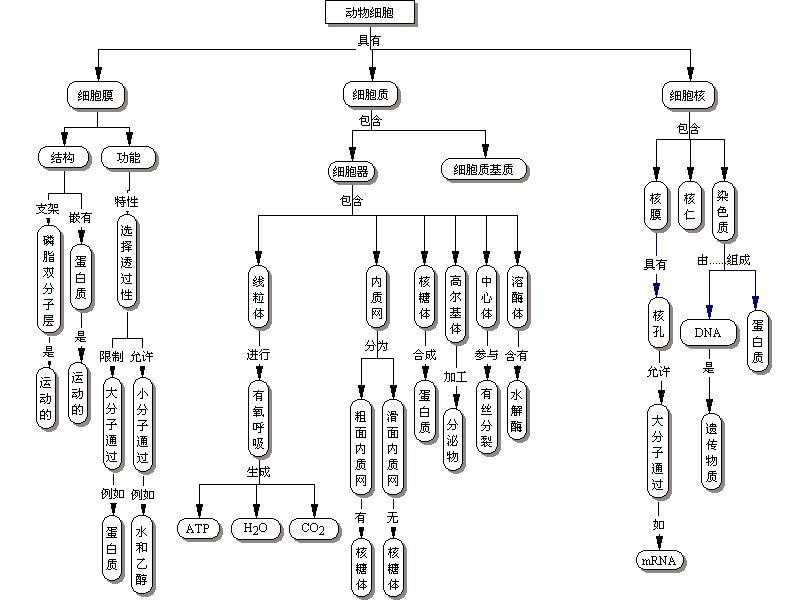 动物细胞
具有
细胞膜
细胞质
细胞核
包含
包含
结构
功能
细胞器
细胞质基质
支架
嵌有
特性
包含
核膜
核仁
染色质
磷脂双分子层
蛋白质
选择透过性
具有
由......组成
线粒体
内质网
核糖体
高尔基体
中心体
溶酶体
核孔
DNA
蛋白质
是
是
限制
允许
进行
分为
合成
加工
参与
含有
允许
是
运动的
运动的
大分子通过
小分子通过
有氧呼吸
粗面内质网
滑面内质网
蛋白质
分泌物
有丝分裂
水解酶
大分子通过
遗传物质
例如
例如
生成
有
无
如
蛋白质
水和乙醇
ATP
H2O
CO2
核糖体
核糖体
mRNA